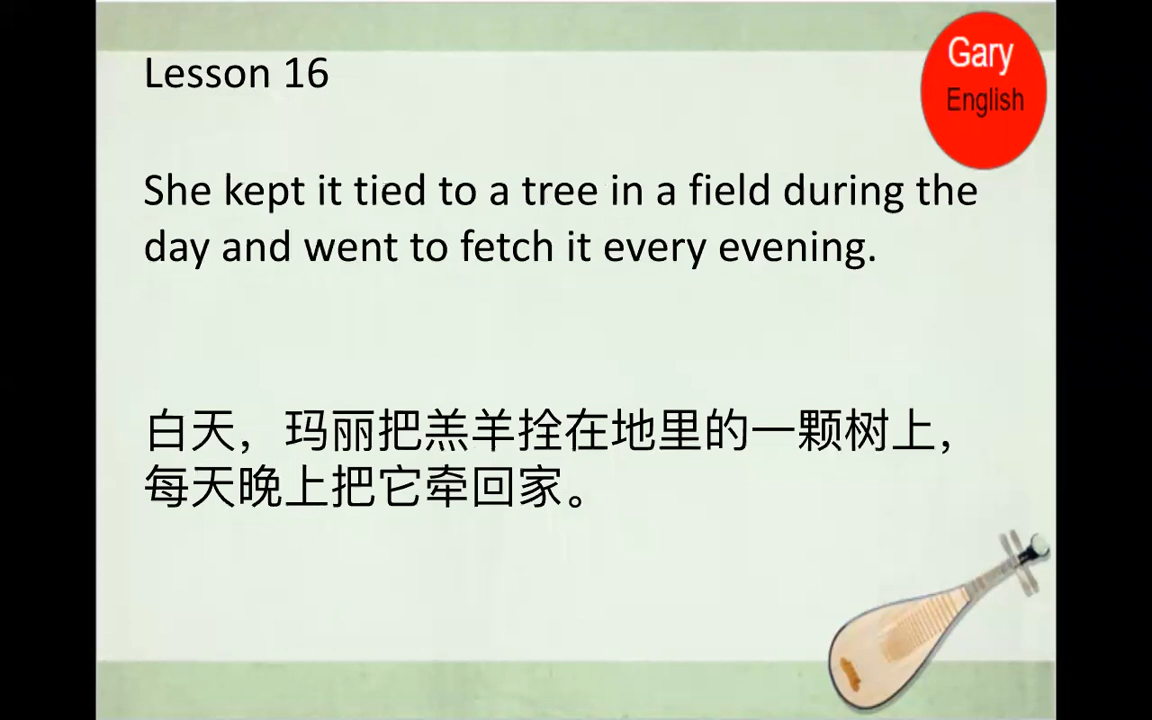 Lesson 16
Gary
English
She kept it tied to a tree in a field during the
day and went to fetch it every evening.
白天，玛丽把羔羊拴在地里的一颗树上，
每天晚上把它牵回家。